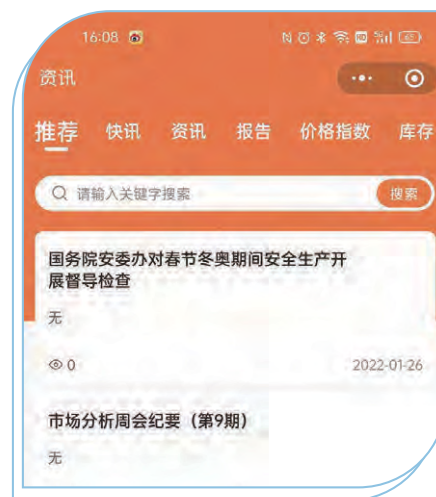 16:08
资讯
推荐 快讯 资讯 报告 价格指数 库存
请输入关键字搜索 搜索
国务院安委办对春节冬奥期间安全生产开
展督导检查
无
0 2022-01-26
市场分析周会纪要（第9期）
无